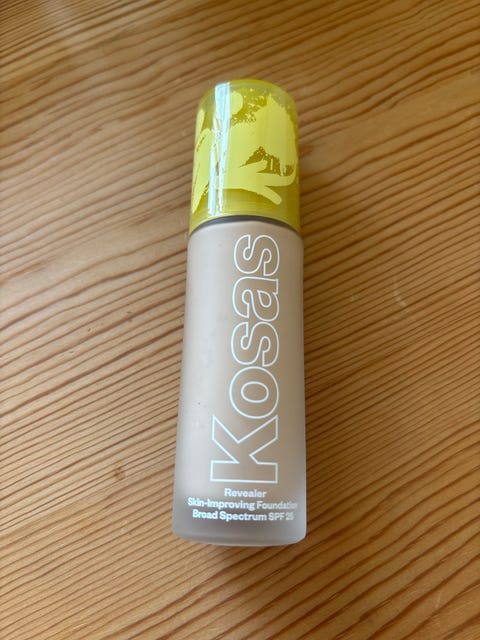 Kosas
Revealer
Skin-Improving Foundation
Broad Spectrum SPF 25